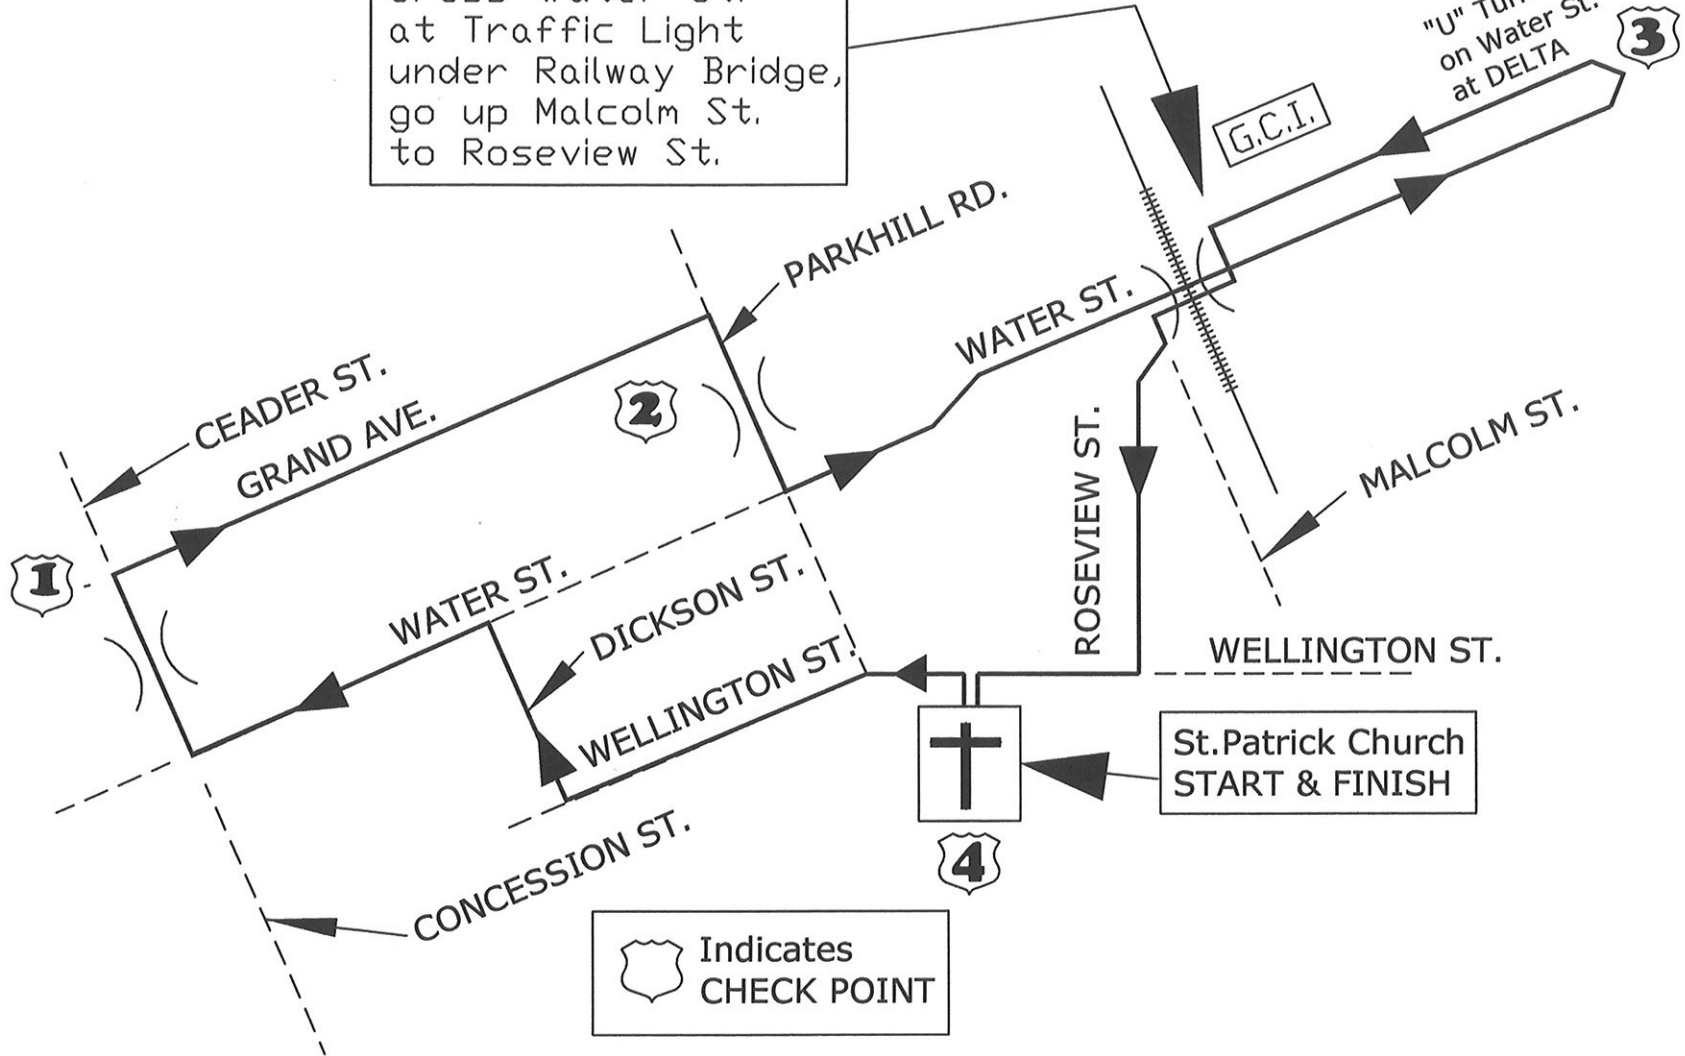 at Traffic Light
under Railway Bridge,
go up Malcolm St.
to Roseview St.
"U" Turn
on Water St.
at DELTA
3
G.C.I.
PARKHILL RD.
WATER ST.
CEADER ST.
GRAND AVE.
2
ROSEVIEW ST.
MALCOLM ST.
1
WATER ST.
DICKSON ST.
WELLINGTON ST.
WELLINGTON ST.
St.Patrick Church
START & FINISH
4
CONCESSION ST.
Indicates
CHECK POINT